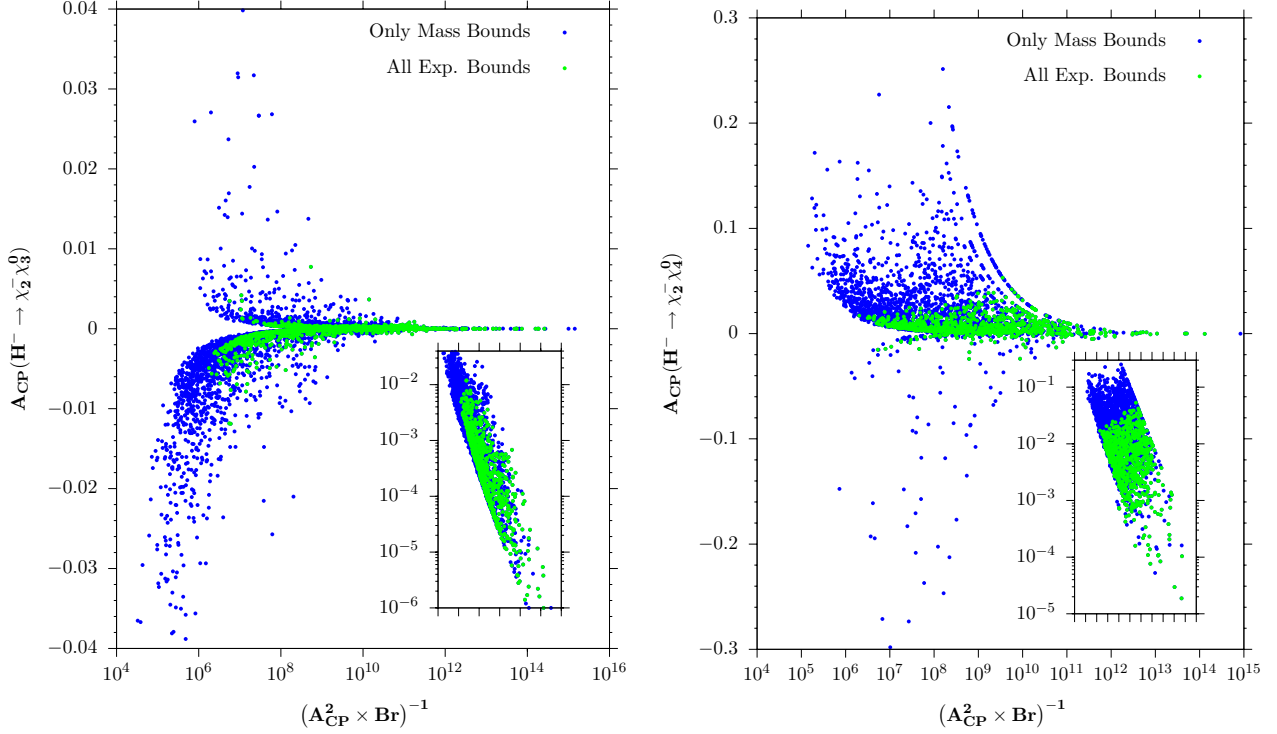 Only Mass Bounds
All Exp. Bounds
0.04
0.03
0.02
0.01
0
−0.01
−0.02
−0.03
−0.04
A_CP(H⁻ → χ₂⁻χ₃⁰)
10⁻²
10⁻³
10⁻⁴
10⁻⁵
10⁻⁶
10⁴ 10⁶ 10⁸ 10¹⁰ 10¹² 10¹⁴ 10¹⁶
(A²_CP × Br)⁻¹
Only Mass Bounds
All Exp. Bounds
0.3
0.2
0.1
0
−0.1
−0.2
−0.3
A_CP(H⁻ → χ₂⁻χ₄⁰)
10⁻¹
10⁻²
10⁻³
10⁻⁴
10⁻⁵
10⁴ 10⁵ 10⁶ 10⁷ 10⁸ 10⁹ 10¹⁰ 10¹¹ 10¹² 10¹³ 10¹⁴ 10¹⁵
(A²_CP × Br)⁻¹